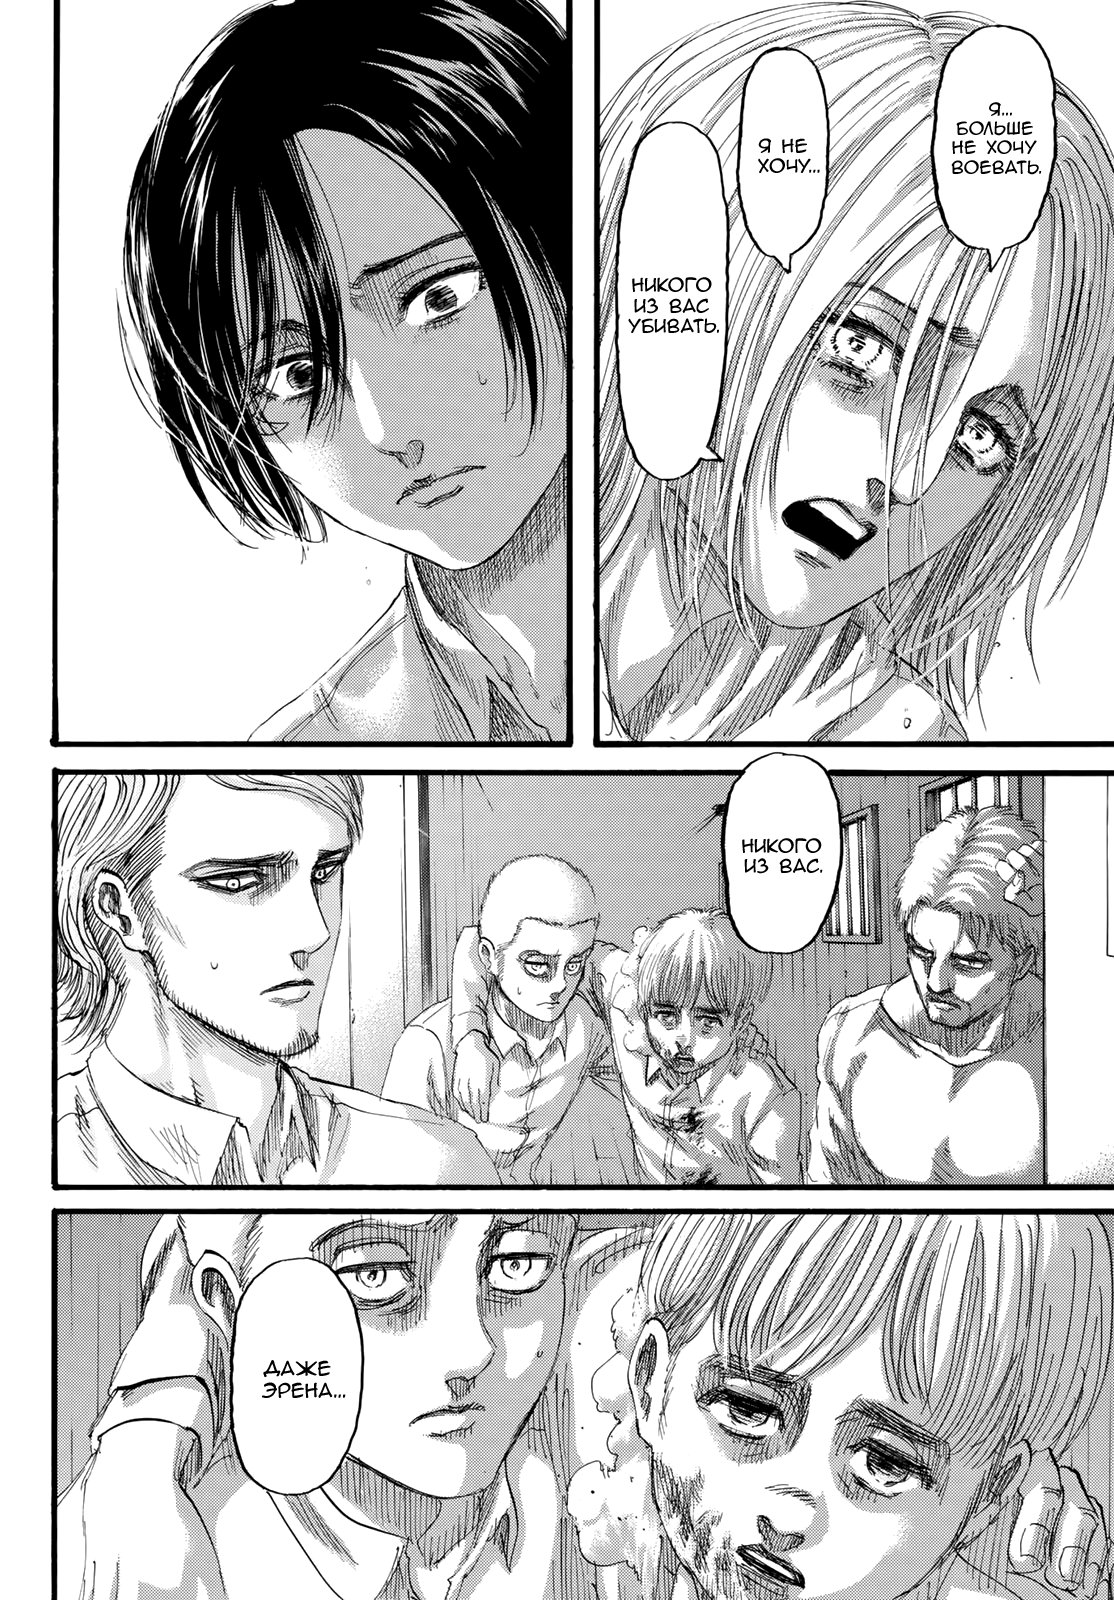 Я...
БОЛЬШЕ
НЕ ХОЧУ
ВОЕВАТЬ.
Я НЕ
ХОЧУ...
НИКОГО
ИЗ ВАС
УБИВАТЬ.
НИКОГО
ИЗ ВАС.
ДАЖЕ
ЭРЕНА...